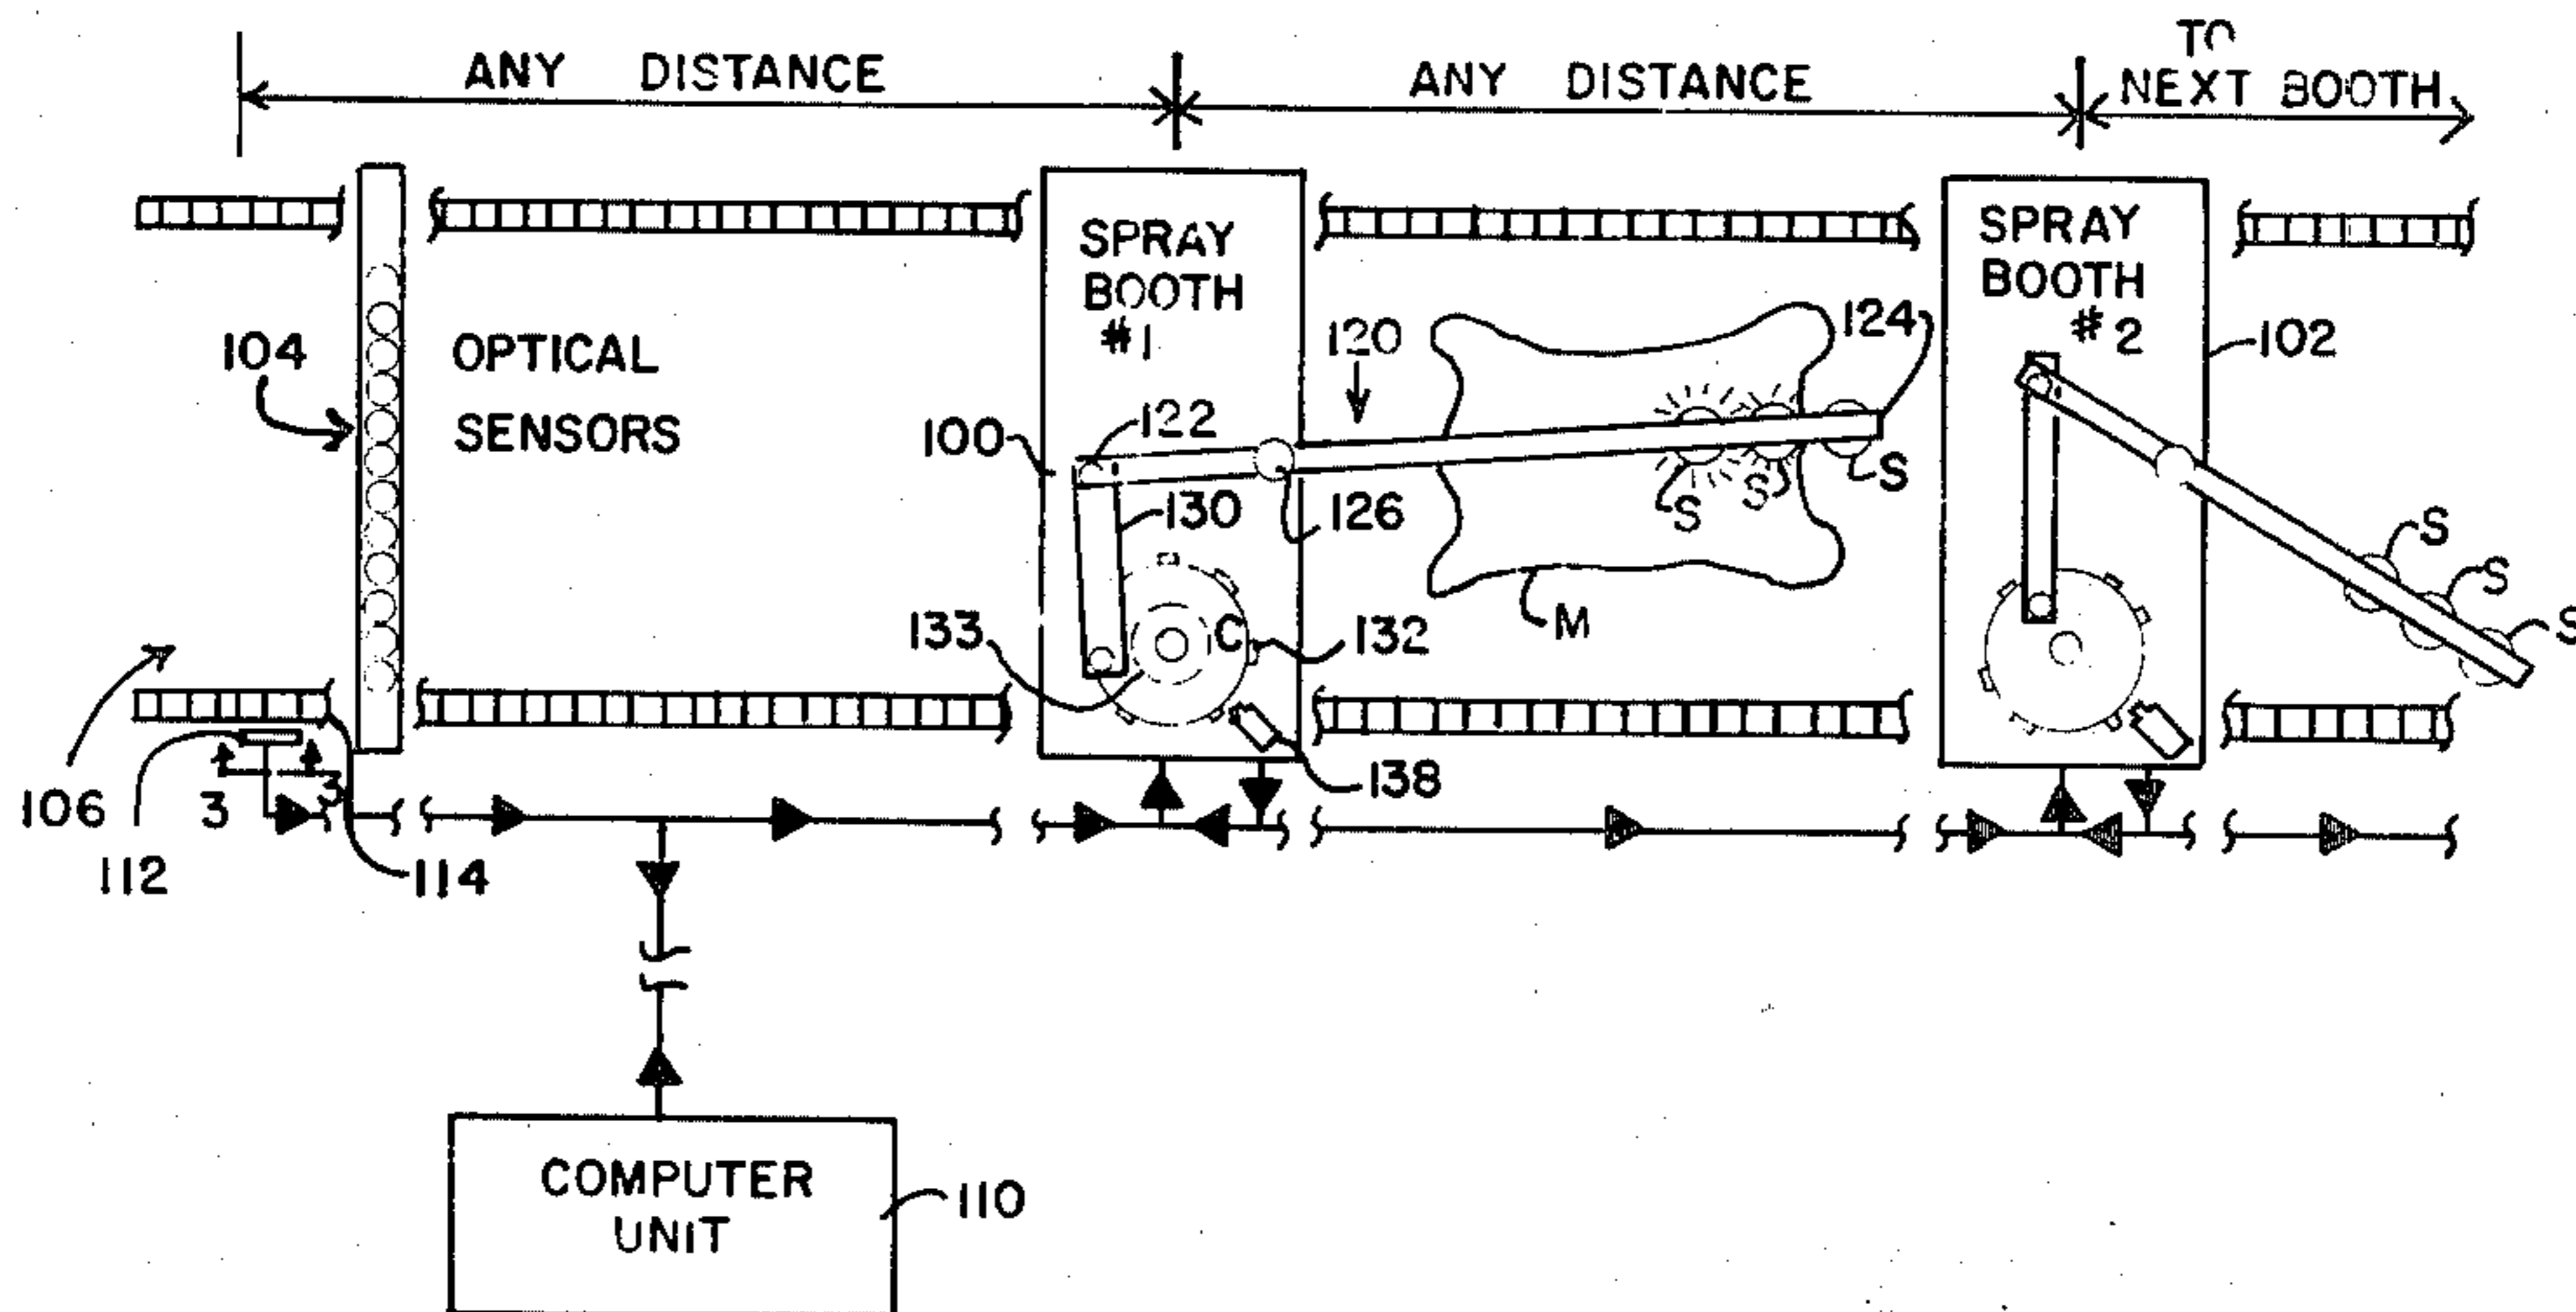 ANY DISTANCE
ANY DISTANCE
TO
NEXT BOOTH
SPRAY
BOOTH
#1
SPRAY
BOOTH
#2
104
OPTICAL
SENSORS
120
124
102
100
122
130
126
S
S
S
S
S
S
133
C
132
M
106
112
3
3
114
138
COMPUTER
UNIT
110